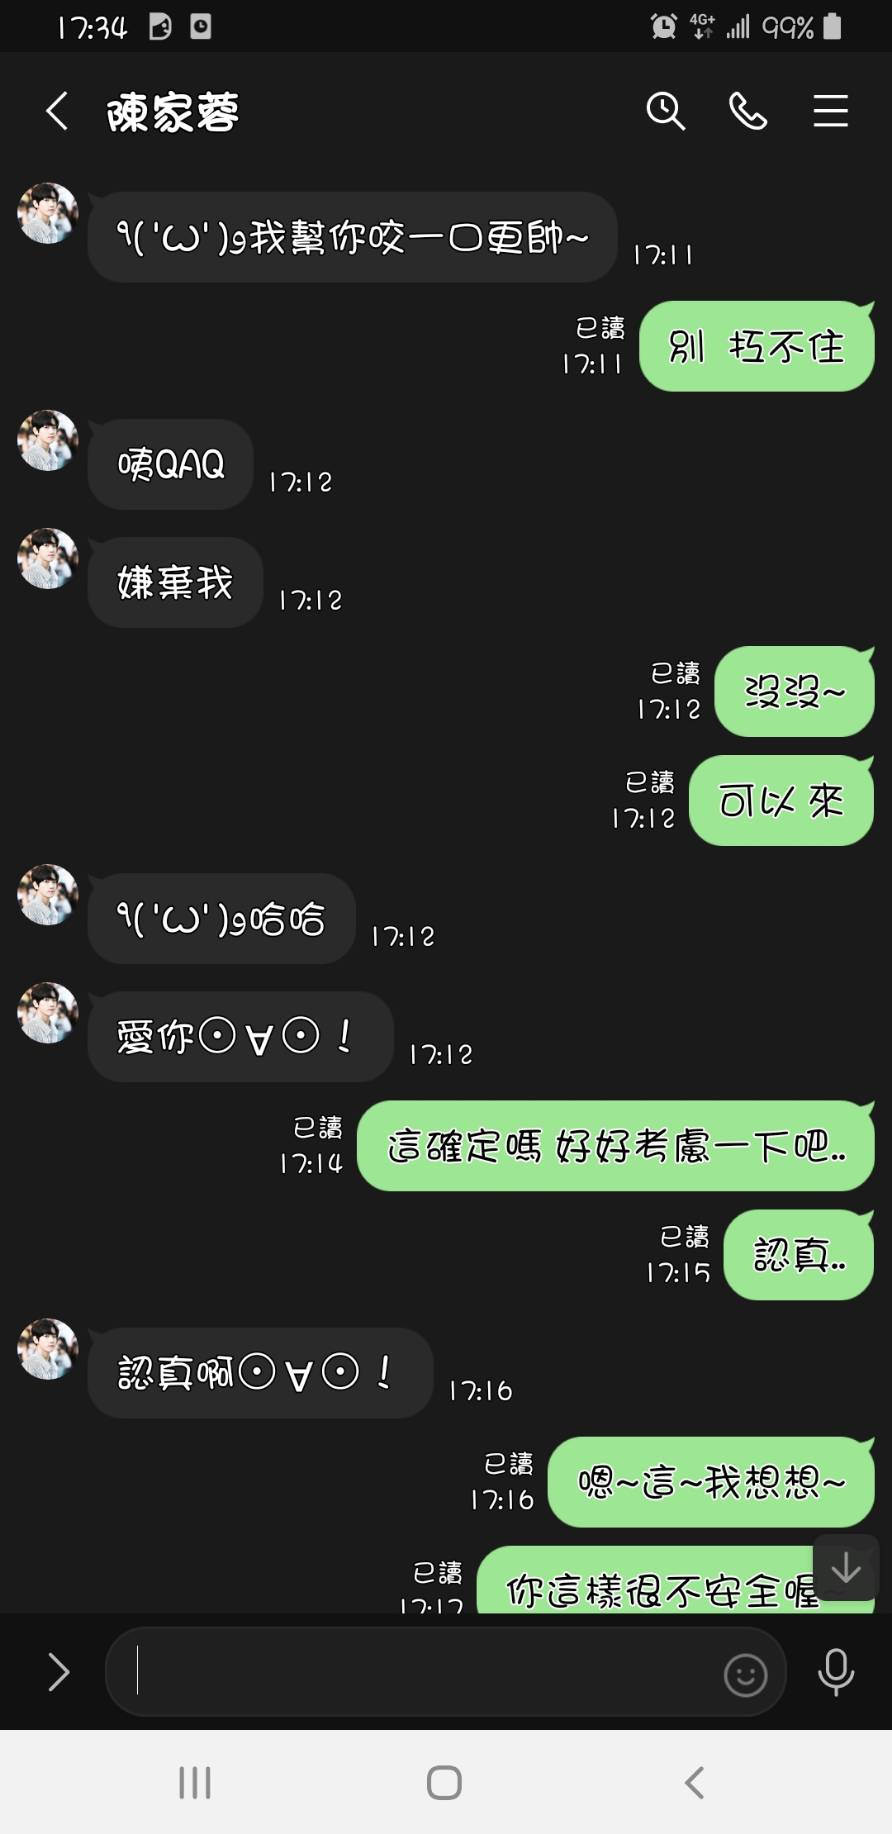 17:34
4G+
99%
陳家蓉
٩('ω')و我幫你咬一口更帥~
17:11
已讀
17:11
別 扛不住
咦QAQ
17:12
嫌棄我
17:12
已讀
17:12
沒沒~
已讀
17:12
可以 來
٩('ω')و哈哈
17:12
愛你⊙∀⊙！
17:12
已讀
17:14
這確定嗎 好好考慮一下吧..
已讀
17:15
認真..
認真啊⊙∀⊙！
17:16
已讀
17:16
嗯~這~我想想~
已讀
17:17
你這樣很不安全喔